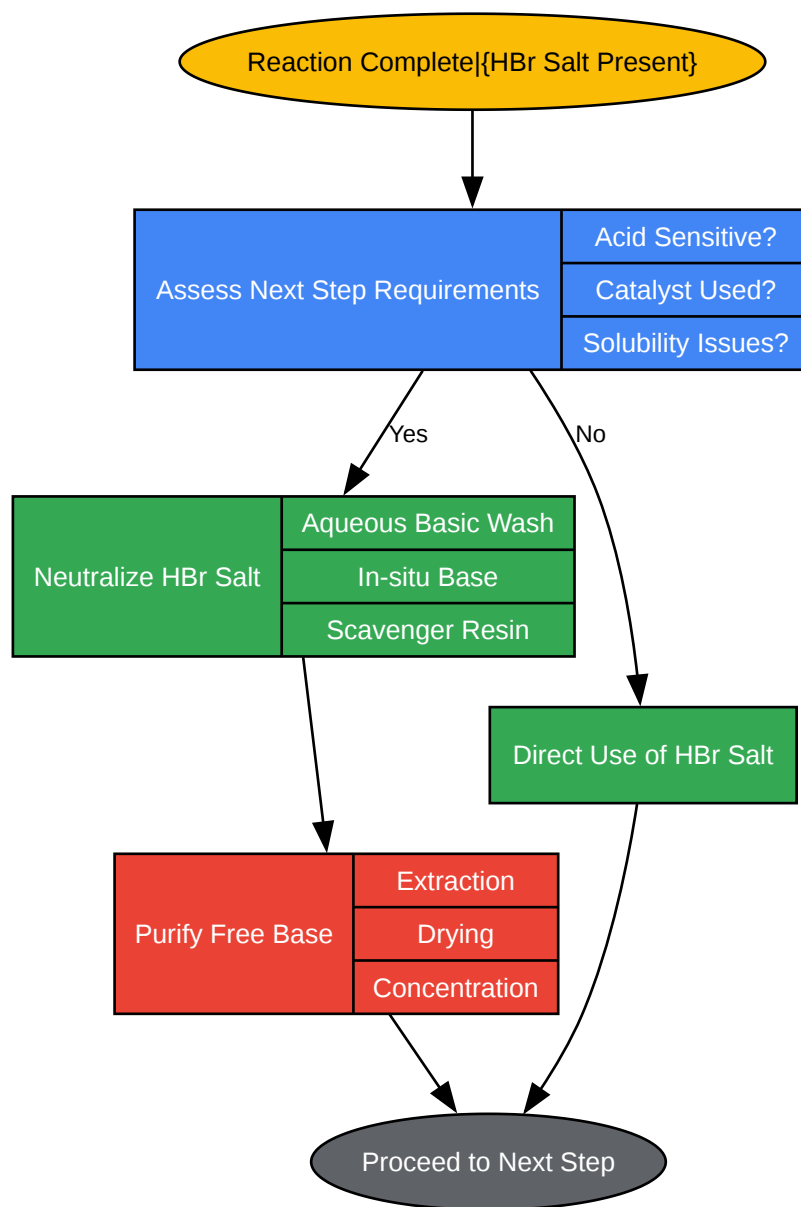 Reaction Complete|{HBr Salt Present}
Assess Next Step Requirements
Acid Sensitive?
Catalyst Used?
Solubility Issues?
Yes
No
Neutralize HBr Salt
Aqueous Basic Wash
In-situ Base
Scavenger Resin
Direct Use of HBr Salt
Purify Free Base
Extraction
Drying
Concentration
Proceed to Next Step